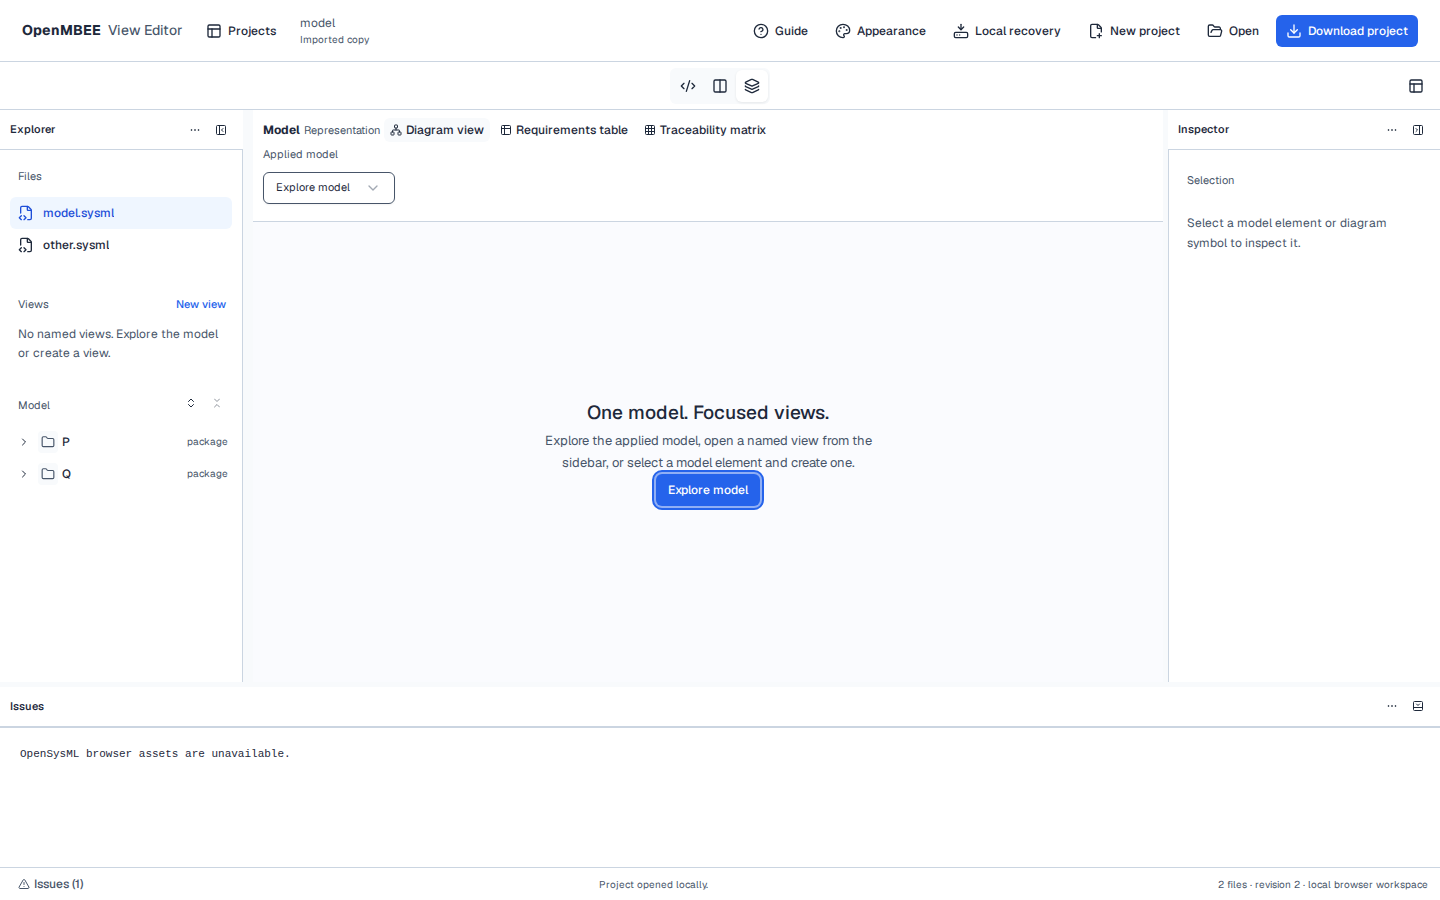 OpenMBEE View Editor
Projects
model
Imported copy
Guide
Appearance
Local recovery
New project
Open
Download project
Explorer
Files
model.sysml
other.sysml
Views
New view
No named views. Explore the model
or create a view.
Model
P
package
Q
package
Model Representation
Diagram view
Requirements table
Traceability matrix
Applied model
Explore model
One model. Focused views.
Explore the applied model, open a named view from the
sidebar, or select a model element and create one.
Explore model
Inspector
Selection
Select a model element or diagram
symbol to inspect it.
Issues
OpenSysML browser assets are unavailable.
Issues (1)
Project opened locally.
2 files · revision 2 · local browser workspace